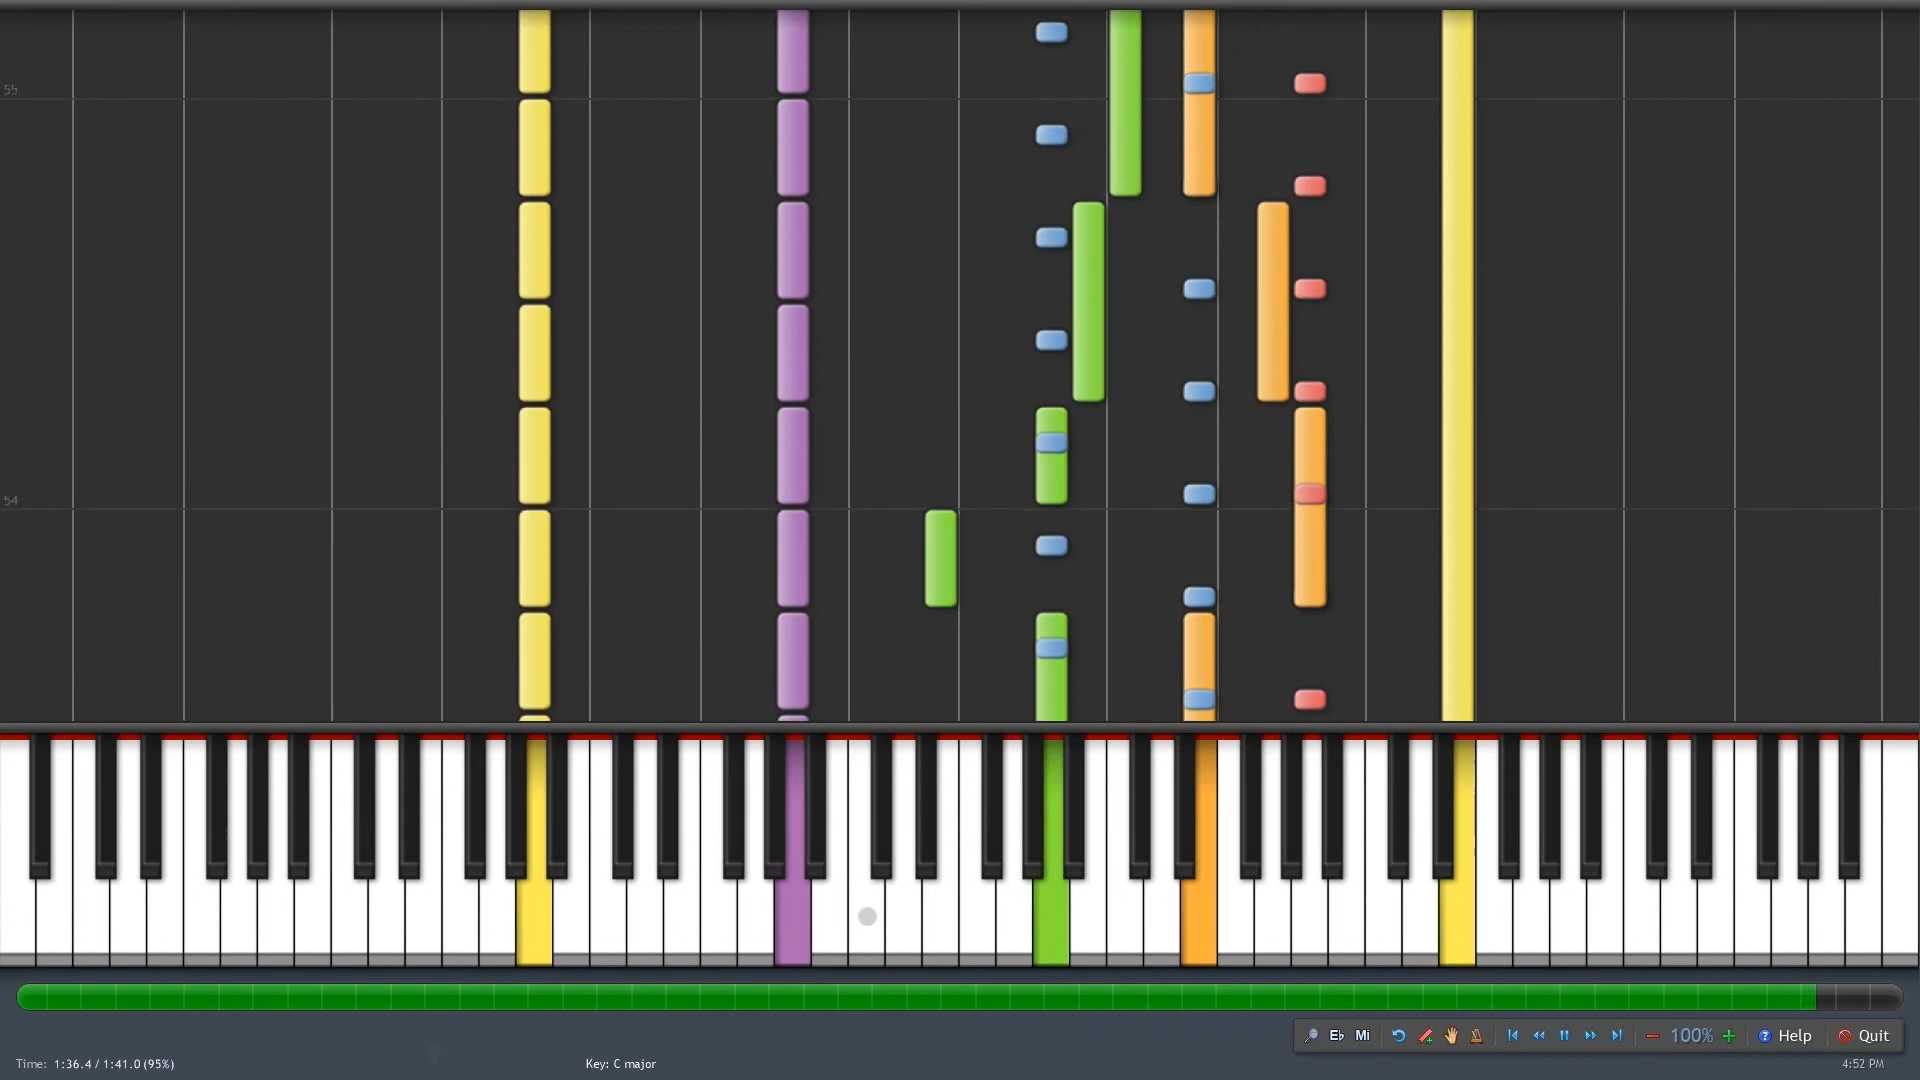 55
54
E♭ Mi 100% Help Quit
Time: 1:36.4 / 1:41.0 (95%) Key: C major 4:52 PM